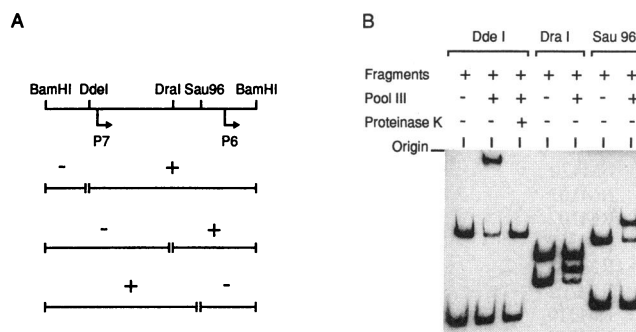 A
BamHI DdeI DraI Sau96 BamHI
P7 P6
- +
- +
+ -
B
Dde I Dra I Sau 96
Fragments + + + + + + +
Pool III - + + - + - +
Proteinase K - - + - - - -
Origin